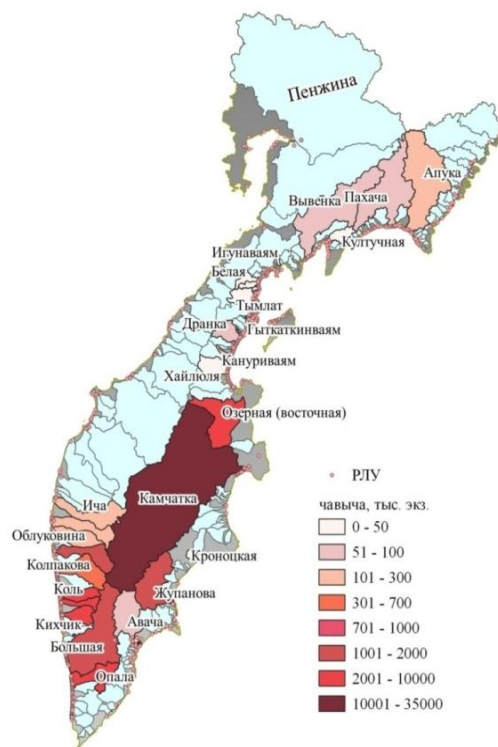 Пенжина
Апука
Вывенка
Пахача
Култучная
Игунаваям
Белая
Тымлат
Дранка
Гыткаткинваям
Кануриваям
Хайлюля
Озерная (восточная)
Камчатка
Ича
Облуковина
Кроноцкая
Колпакова
Коль
Жупанова
Кихчик
Авача
Большая
Опала
РЛУ
чавыча, тыс. экз.
0 - 50
51 - 100
101 - 300
301 - 700
701 - 1000
1001 - 2000
2001 - 10000
10001 - 35000